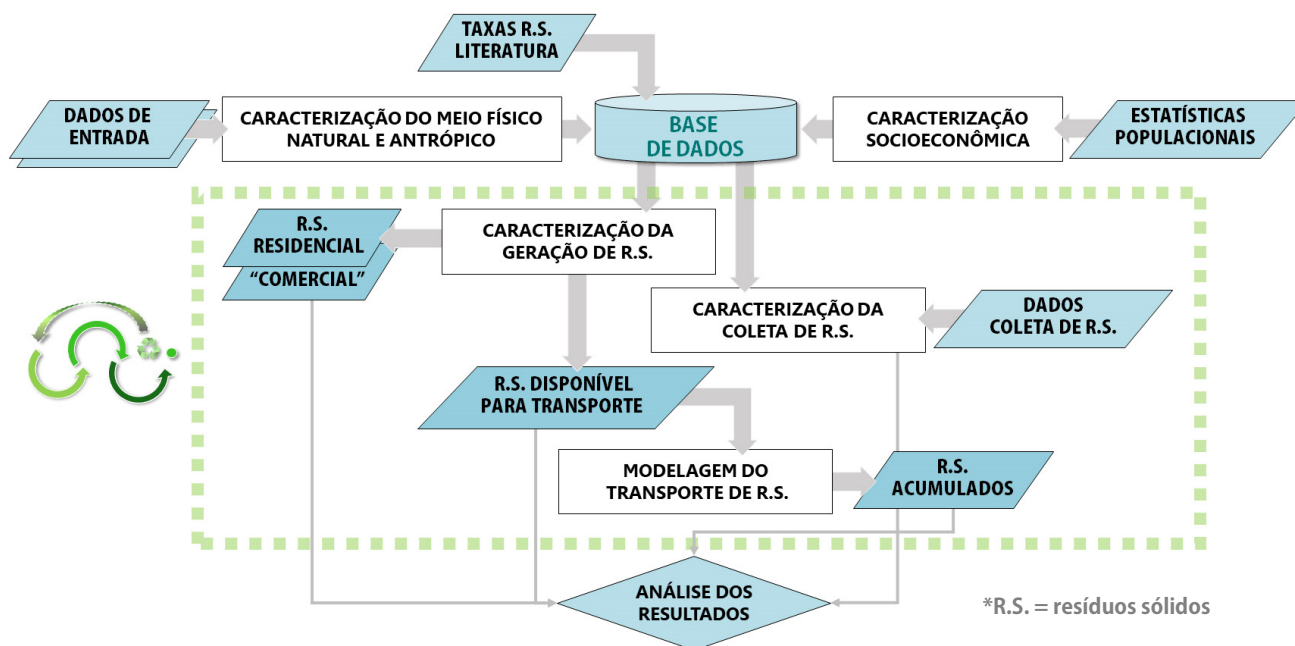 TAXAS R.S.
LITERATURA
DADOS DE
ENTRADA
CARACTERIZAÇÃO DO MEIO FÍSICO
NATURAL E ANTRÓPICO
BASE
DE DADOS
CARACTERIZAÇÃO
SOCIOECONÔMICA
ESTATÍSTICAS
POPULACIONAIS
R.S.
RESIDENCIAL
“COMERCIAL”
CARACTERIZAÇÃO DA
GERAÇÃO DE R.S.
CARACTERIZAÇÃO DA
COLETA DE R.S.
DADOS
COLETA DE R.S.
R.S. DISPONÍVEL
PARA TRANSPORTE
MODELAGEM DO
TRANSPORTE DE R.S.
R.S.
ACUMULADOS
ANÁLISE DOS
RESULTADOS
*R.S. = resíduos sólidos